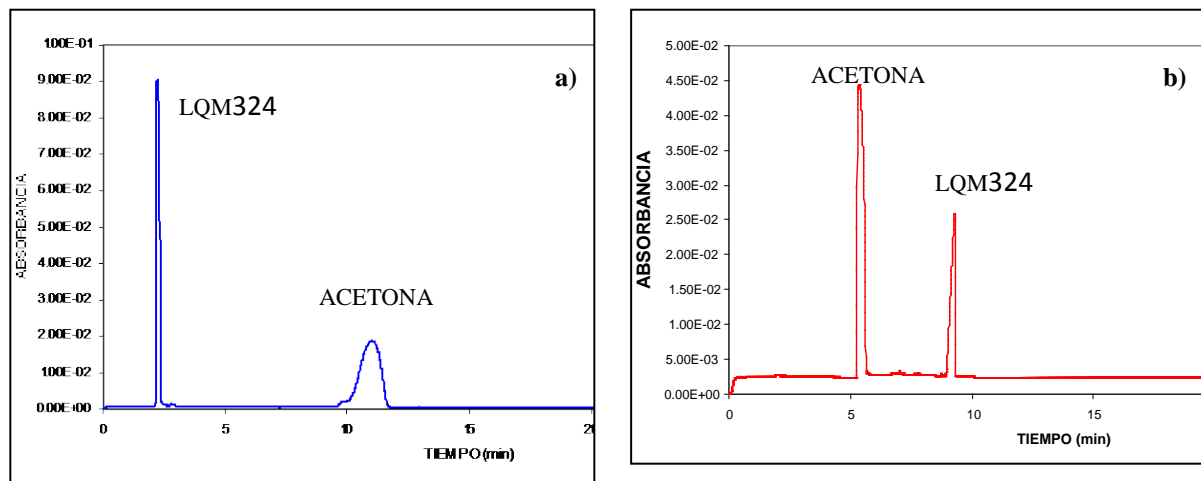 a)
1.00E-01
9.00E-02
8.00E-02
7.00E-02
6.00E-02
5.00E-02
4.00E-02
3.00E-02
2.00E-02
1.00E-02
0.00E+00
ABSORBANCIA
LQM324
ACETONA
0 5 10 15 20
TIEMPO (min)
b)
5.00E-02
4.50E-02
4.00E-02
3.50E-02
3.00E-02
2.50E-02
2.00E-02
1.50E-02
1.00E-02
5.00E-03
0.00E+00
ABSORBANCIA
ACETONA
LQM324
0 5 10 15
TIEMPO (min)